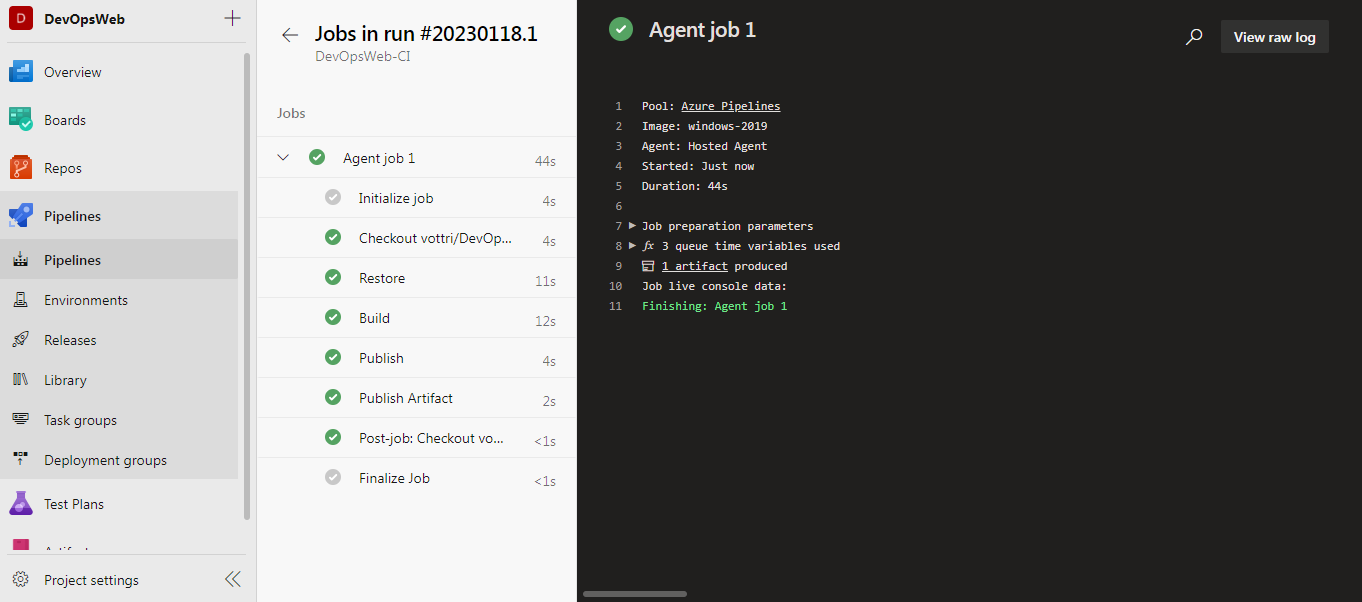 D DevOpsWeb
Overview
Boards
Repos
Pipelines
Pipelines
Environments
Releases
Library
Task groups
Deployment groups
Test Plans
Project settings
Jobs in run #20230118.1
DevOpsWeb-CI
Jobs
Agent job 1 44s
Initialize job 4s
Checkout vottri/DevOp... 4s
Restore 11s
Build 12s
Publish 4s
Publish Artifact 2s
Post-job: Checkout vo... <1s
Finalize Job <1s
Agent job 1
View raw log
1 Pool: Azure Pipelines
2 Image: windows-2019
3 Agent: Hosted Agent
4 Started: Just now
5 Duration: 44s
6
7 Job preparation parameters
8 fx 3 queue time variables used
9 1 artifact produced
10 Job live console data:
11 Finishing: Agent job 1